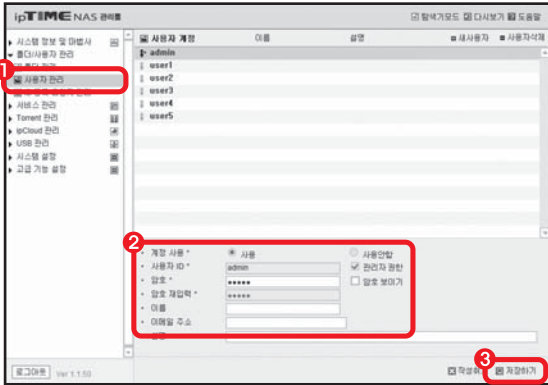 ipTIME NAS 관리툴
탐색기모드 다시보기 도움말
시스템 정보 및 마법사
폴더/사용자 관리
폴더 관리
사용자 관리
서비스 관리
Torrent 관리
ipCloud 관리
USB 관리
시스템 설정
고급 기능 설정
사용자 계정 이름 설명 새사용자 사용자삭제
admin
user1
user2
user3
user4
user5
1
2
계정 사용 * 사용 사용안함
사용자 ID * admin 관리자 권한
암호 * ●●●●● 암호 보이기
암호 재입력 * ●●●●●
이름
이메일 주소
3
로그아웃 Ver 1.1.50
저장하기